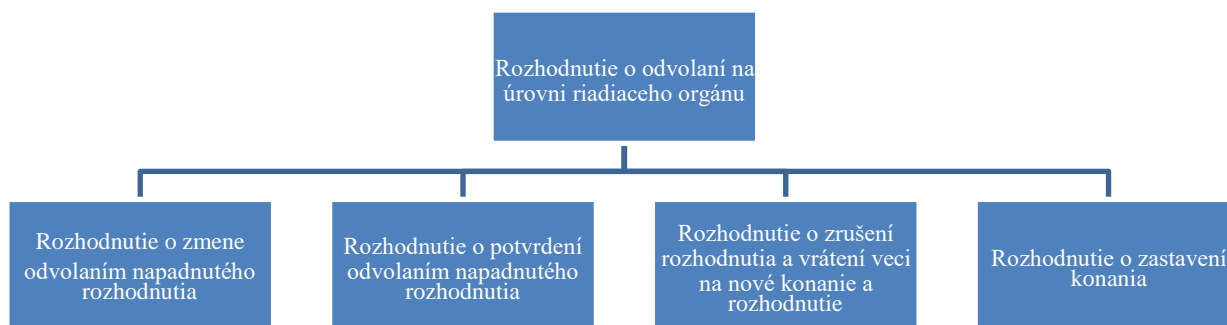 Rozhodnutie o odvolaní na
úrovni riadiaceho orgánu
Rozhodnutie o zmene
odvolaním napadnutého
rozhodnutia
Rozhodnutie o potvrdení
odvolaním napadnutého
rozhodnutia
Rozhodnutie o zrušení
rozhodnutia a vrátení veci
na nové konanie a
rozhodnutie
Rozhodnutie o zastavení
konania